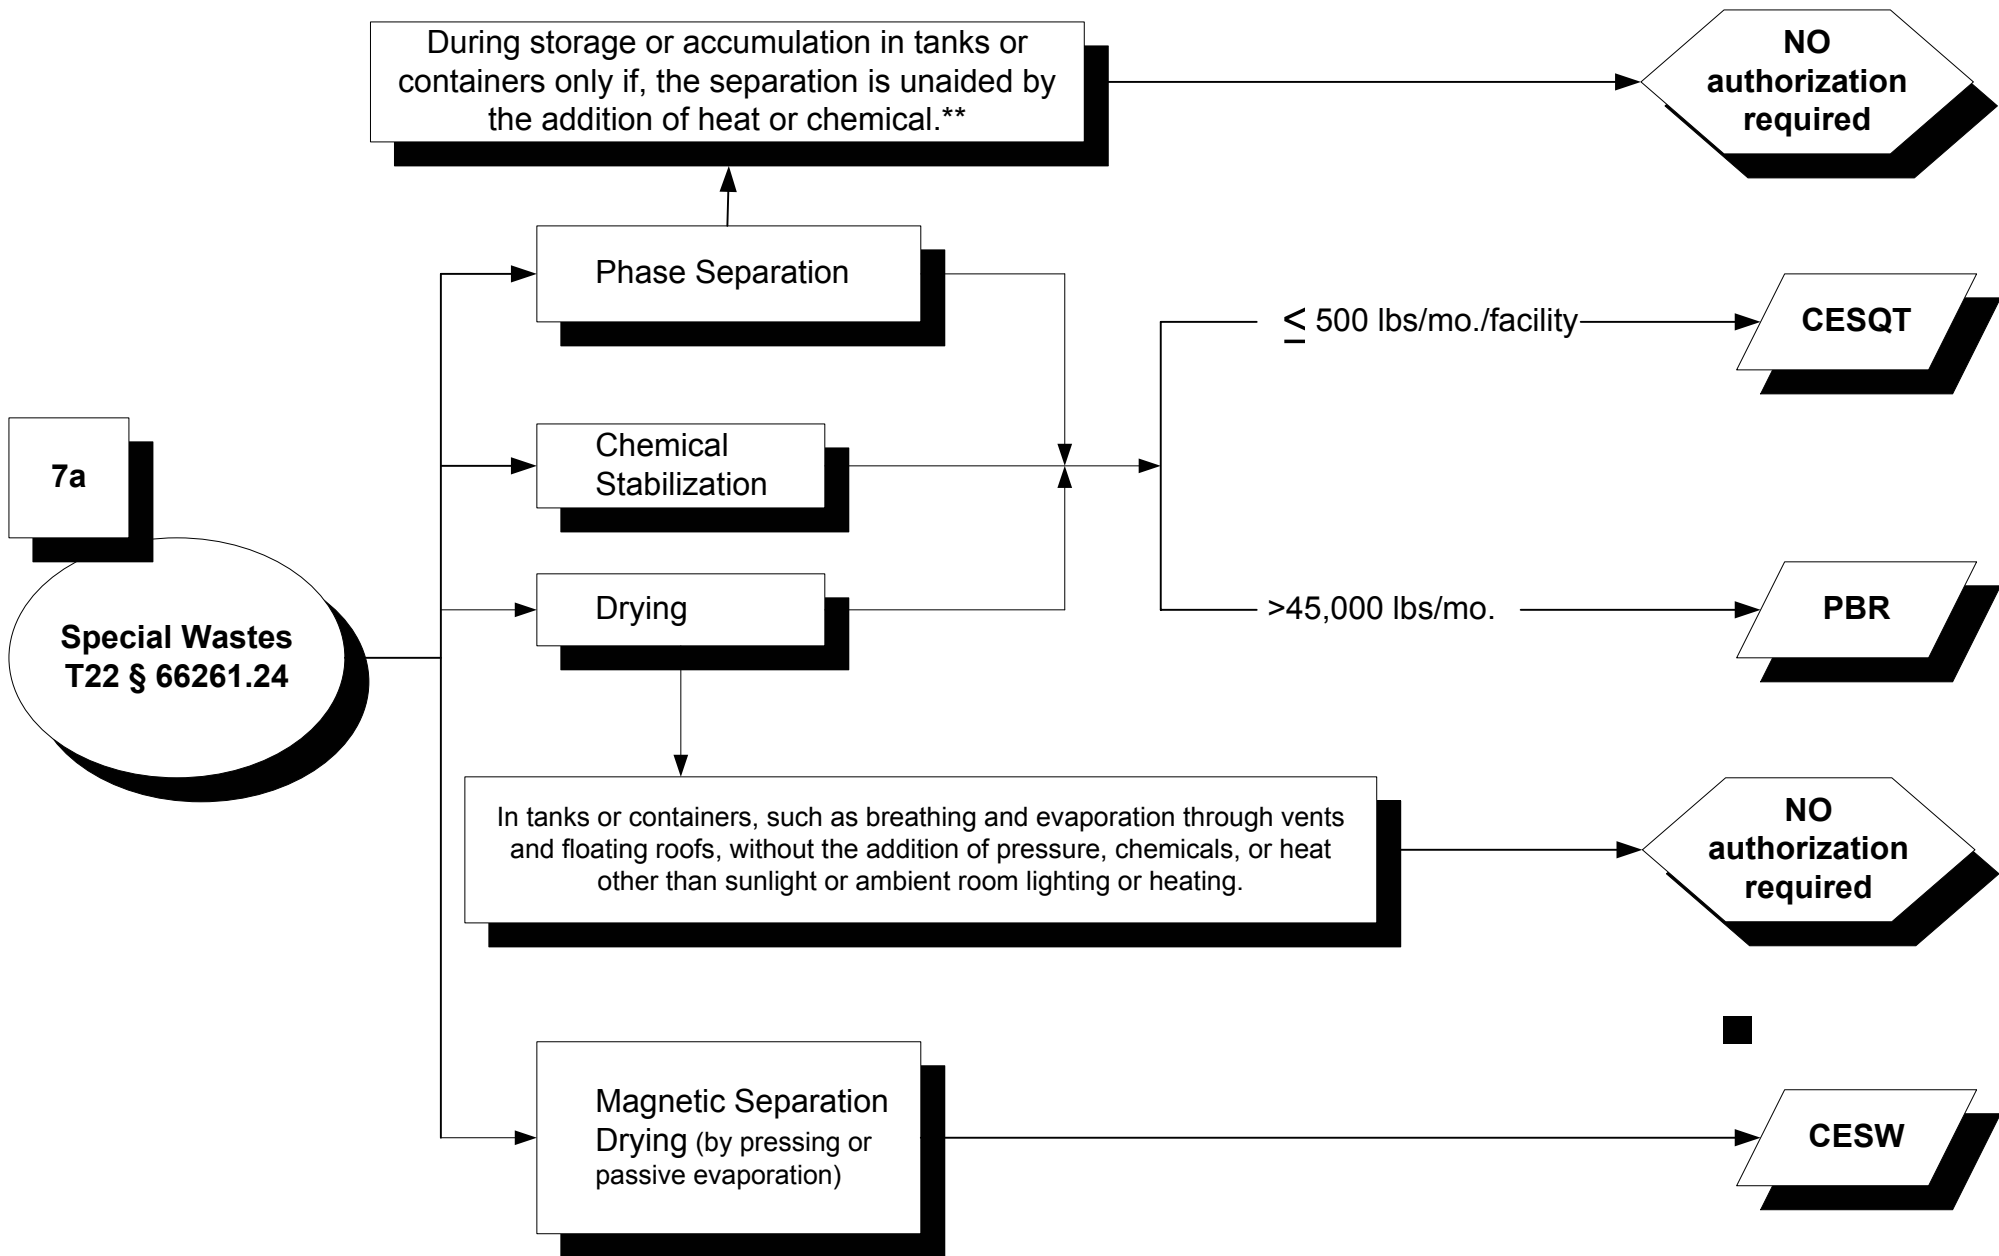 During storage or accumulation in tanks or
containers only if, the separation is unaided by
the addition of heat or chemical.**
NO
authorization
required
Phase Separation
≤ 500 lbs/mo./facility
CESQT
7a
Chemical
Stabilization
Special Wastes
T22 § 66261.24
Drying
>45,000 lbs/mo.
PBR
In tanks or containers, such as breathing and evaporation through vents
and floating roofs, without the addition of pressure, chemicals, or heat
other than sunlight or ambient room lighting or heating.
NO
authorization
required
Magnetic Separation
Drying (by pressing or
passive evaporation)
CESW